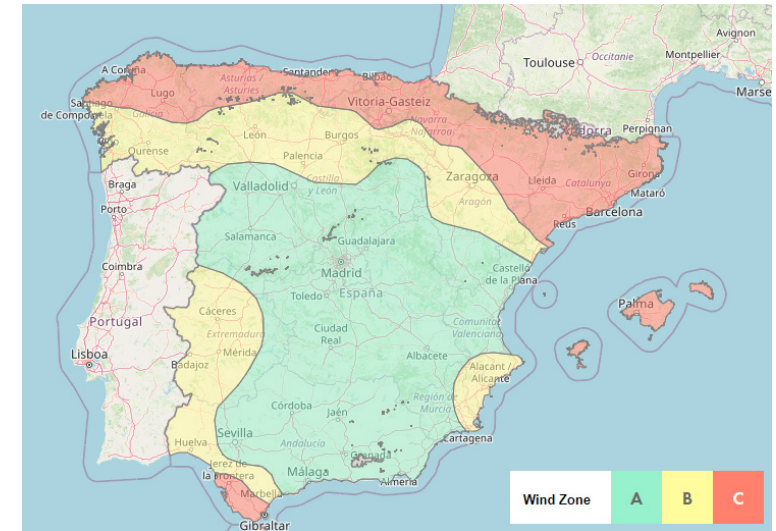 Avignon
Toulouse
Occitanie
Montpellier
A Coruña
Santander
Bilbao
Marse
Asturias /
Asturies
Lugo
Vitoria-Gasteiz
Santiago
de Compostela
Galicia
Navarra
Nafarroa
Andorra
Perpignan
León
Burgos
Ourense
Palencia
Girona
Zaragoza
Lleida
Catalunya
Mataró
Braga
Valladolid
Castilla
y León
Aragón
Barcelona
Porto
Reus
Salamanca
Guadalajara
Madrid
Coimbra
Castelló
de la Plana
Toledo
España
Palma
Cáceres
Portugal
Extremadura
Ciudad
Real
Comunitat
Valenciana
Lisboa
Mérida
Albacete
Badajoz
Alacant /
Alicante
Córdoba
Jaén
Región de
Murcia
Sevilla
Huelva
Andalucía
Cartagena
Granada
Jerez de
la Frontera
Málaga
Almería
Marbella
Gibraltar
Wind Zone A B C